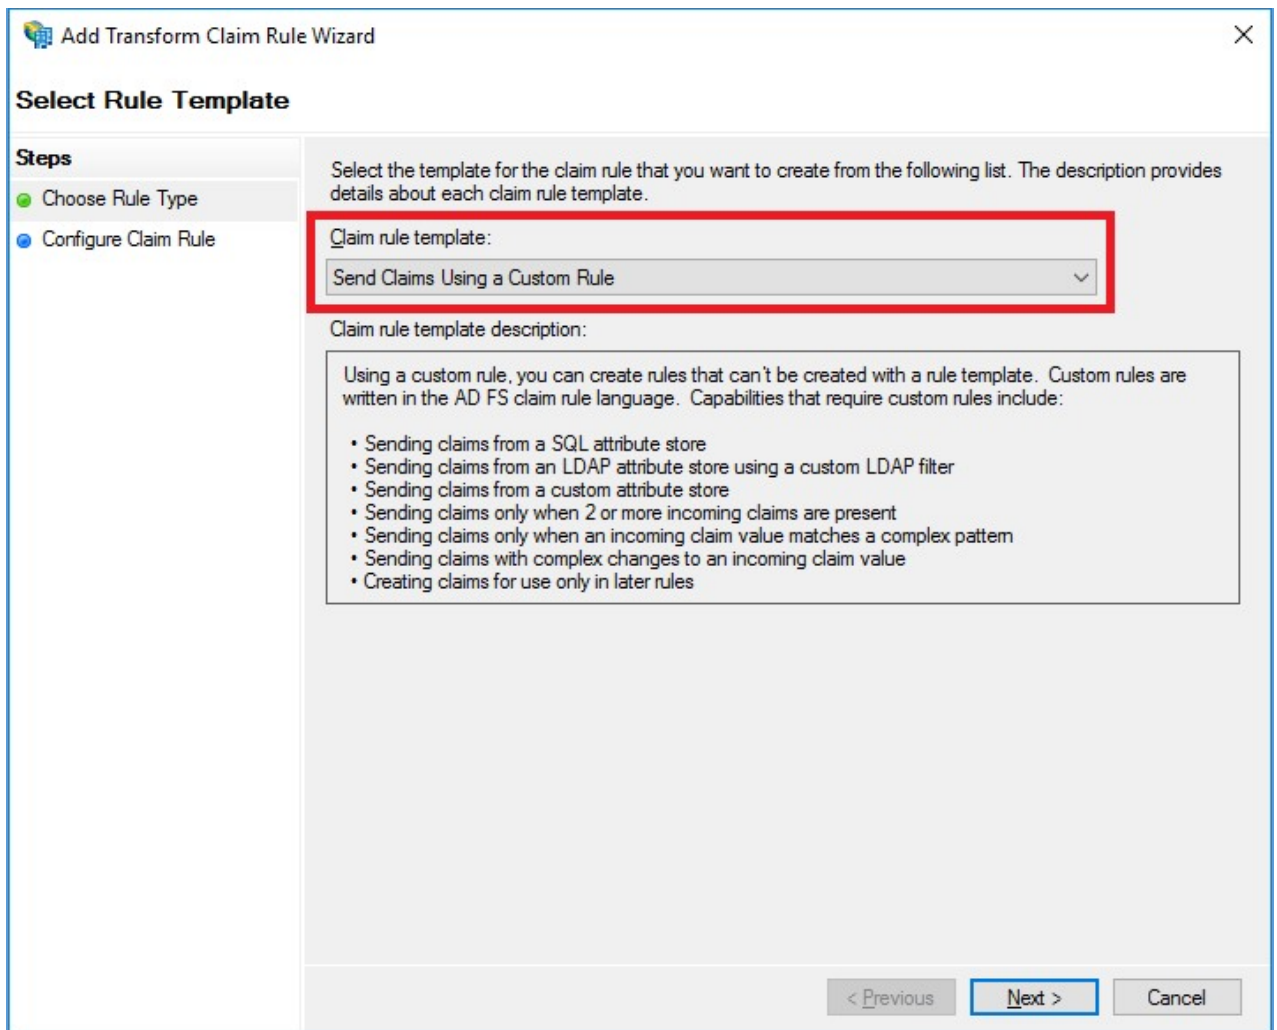 Add Transform Claim Rule Wizard
Select Rule Template
Steps
Choose Rule Type
Configure Claim Rule
Select the template for the claim rule that you want to create from the following list. The description provides
details about each claim rule template.
Claim rule template:
Send Claims Using a Custom Rule
Claim rule template description:
Using a custom rule, you can create rules that can't be created with a rule template. Custom rules are
written in the AD FS claim rule language. Capabilities that require custom rules include:
• Sending claims from a SQL attribute store
• Sending claims from an LDAP attribute store using a custom LDAP filter
• Sending claims from a custom attribute store
• Sending claims only when 2 or more incoming claims are present
• Sending claims only when an incoming claim value matches a complex pattern
• Sending claims with complex changes to an incoming claim value
• Creating claims for use only in later rules
< Previous
Next >
Cancel